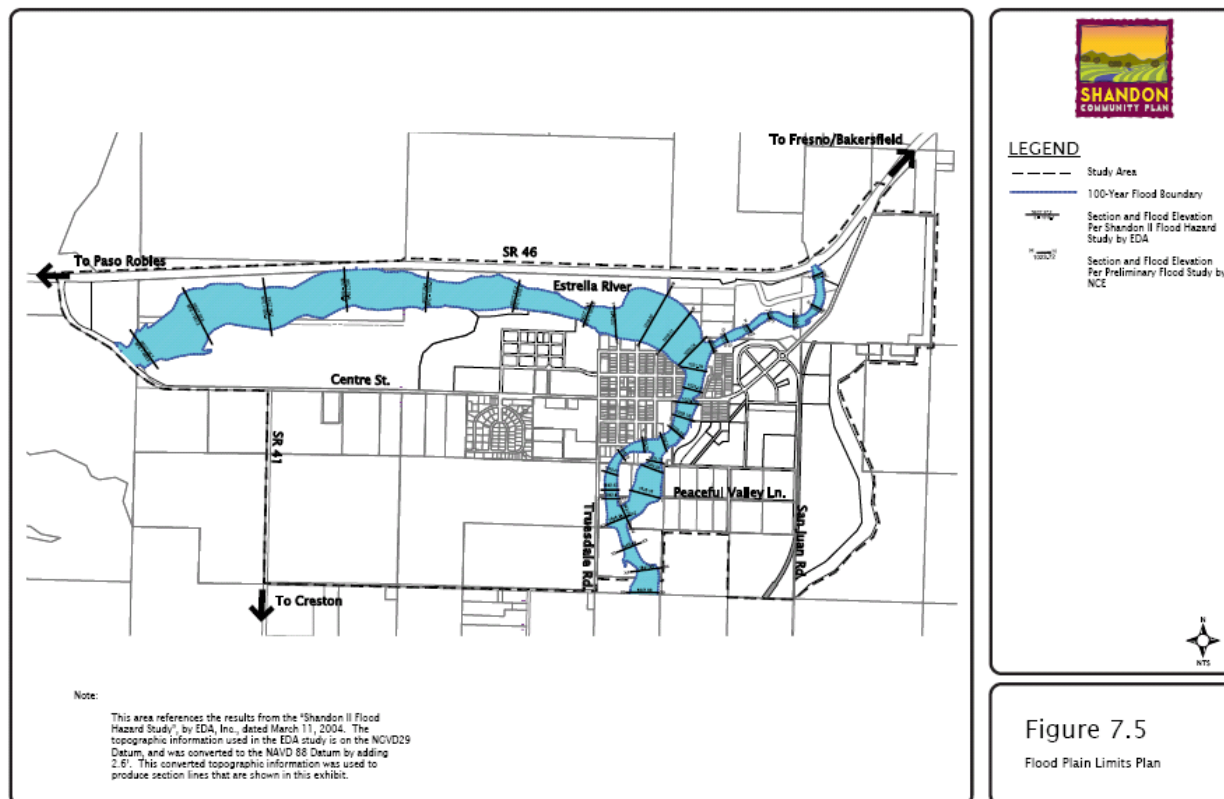 To Fresno/Bakersfield
To Paso Robles
SR 46
Estrella River
Centre St.
SR 41
Peaceful Valley Ln.
Truesdale Rd.
San Juan Rd.
To Creston
Note:
This area references the results from the "Shandon II Flood
Hazard Study", by EDA, Inc., dated March 11, 2004. The
topographic information used in the EDA study is on the NGVD29
Datum, and was converted to the NAVD 88 Datum by adding
2.6'. This converted topographic information was used to
produce section lines that are shown in this exhibit.
SHANDON
COMMUNITY PLAN
LEGEND
Study Area
100-Year Flood Boundary
Section and Flood Elevation
Per Shandon II Flood Hazard
Study by EDA
Section and Flood Elevation
Per Preliminary Flood Study by
NCE
N
NTS
Figure 7.5
Flood Plain Limits Plan